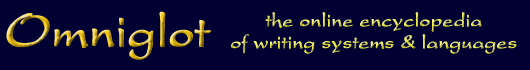 Omniglot
the online encyclopedia
of writing systems & languages